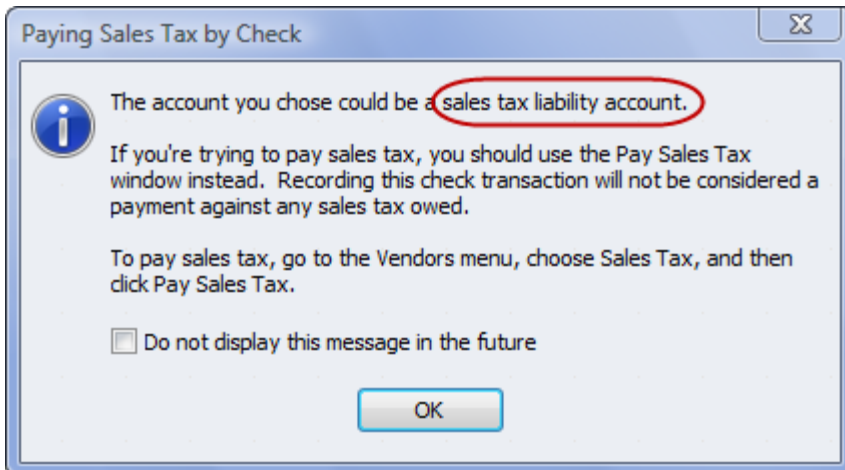 Paying Sales Tax by Check
The account you chose could be a sales tax liability account.
If you're trying to pay sales tax, you should use the Pay Sales Tax
window instead. Recording this check transaction will not be considered a
payment against any sales tax owed.
To pay sales tax, go to the Vendors menu, choose Sales Tax, and then
click Pay Sales Tax.
Do not display this message in the future
OK